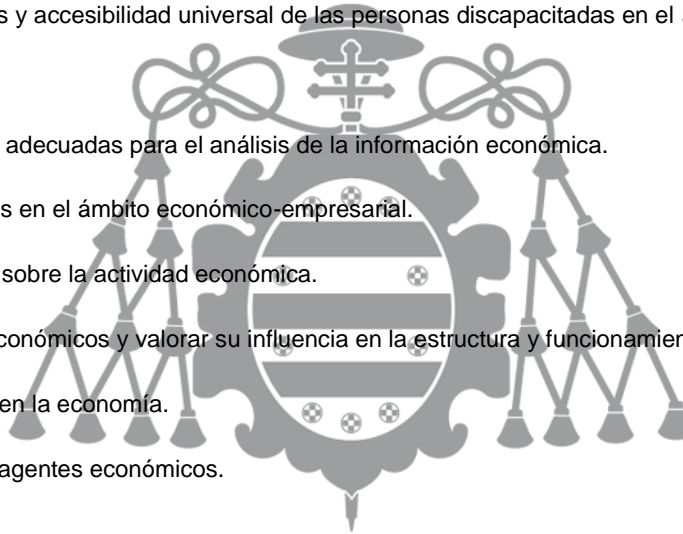 s y accesibilidad universal de las personas discapacitadas en el
adecuadas para el análisis de la información económica.
s en el ámbito económico-empresarial.
sobre la actividad económica.
conómicos y valorar su influencia en la estructura y funcionamien
en la economía.
agentes económicos.